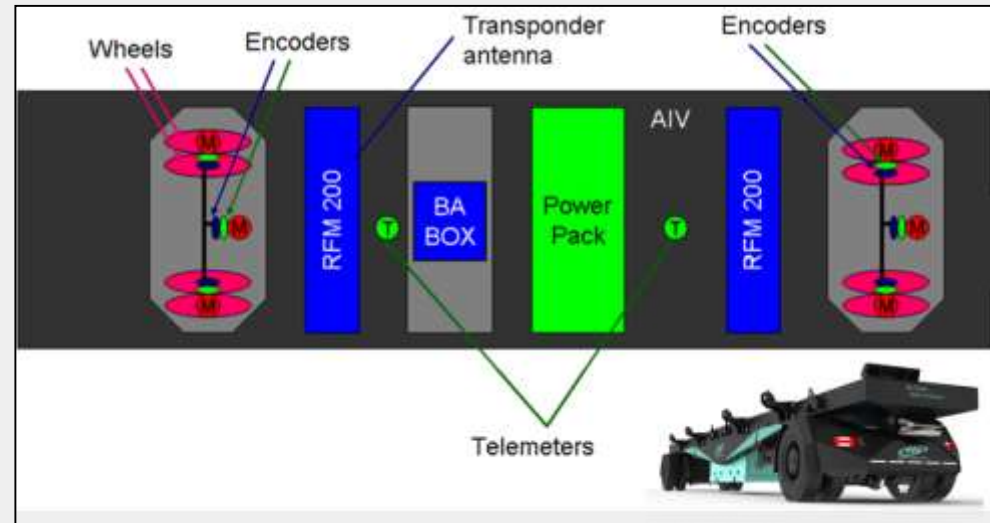 Wheels
Encoders
Transponder
antenna
Encoders
AIV
M
M
M
M
M
M
RFM 200
T
BA
BOX
Power
Pack
T
RFM 200
Telemeters